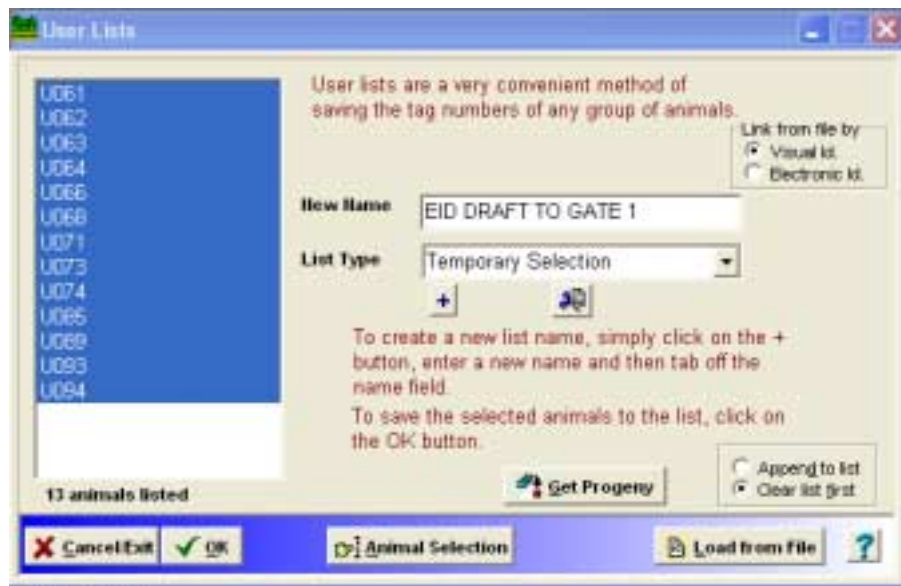 User Lists
U061
U062
U063
U064
U066
U068
U071
U073
U074
U085
U089
U093
U094
13 animals listed
User lists are a very convenient method of
saving the tag numbers of any group of animals.
Link from file by
Visual Id.
Electronic Id.
New Name
EID DRAFT TO GATE 1
List Type
Temporary Selection
+
To create a new list name, simply click on the +
button, enter a new name and then tab off the
name field.
To save the selected animals to the list, click on
the OK button.
Get Progeny
Append to list
Clear list first
Cancel/Exit
OK
Animal Selection
Load from File
?